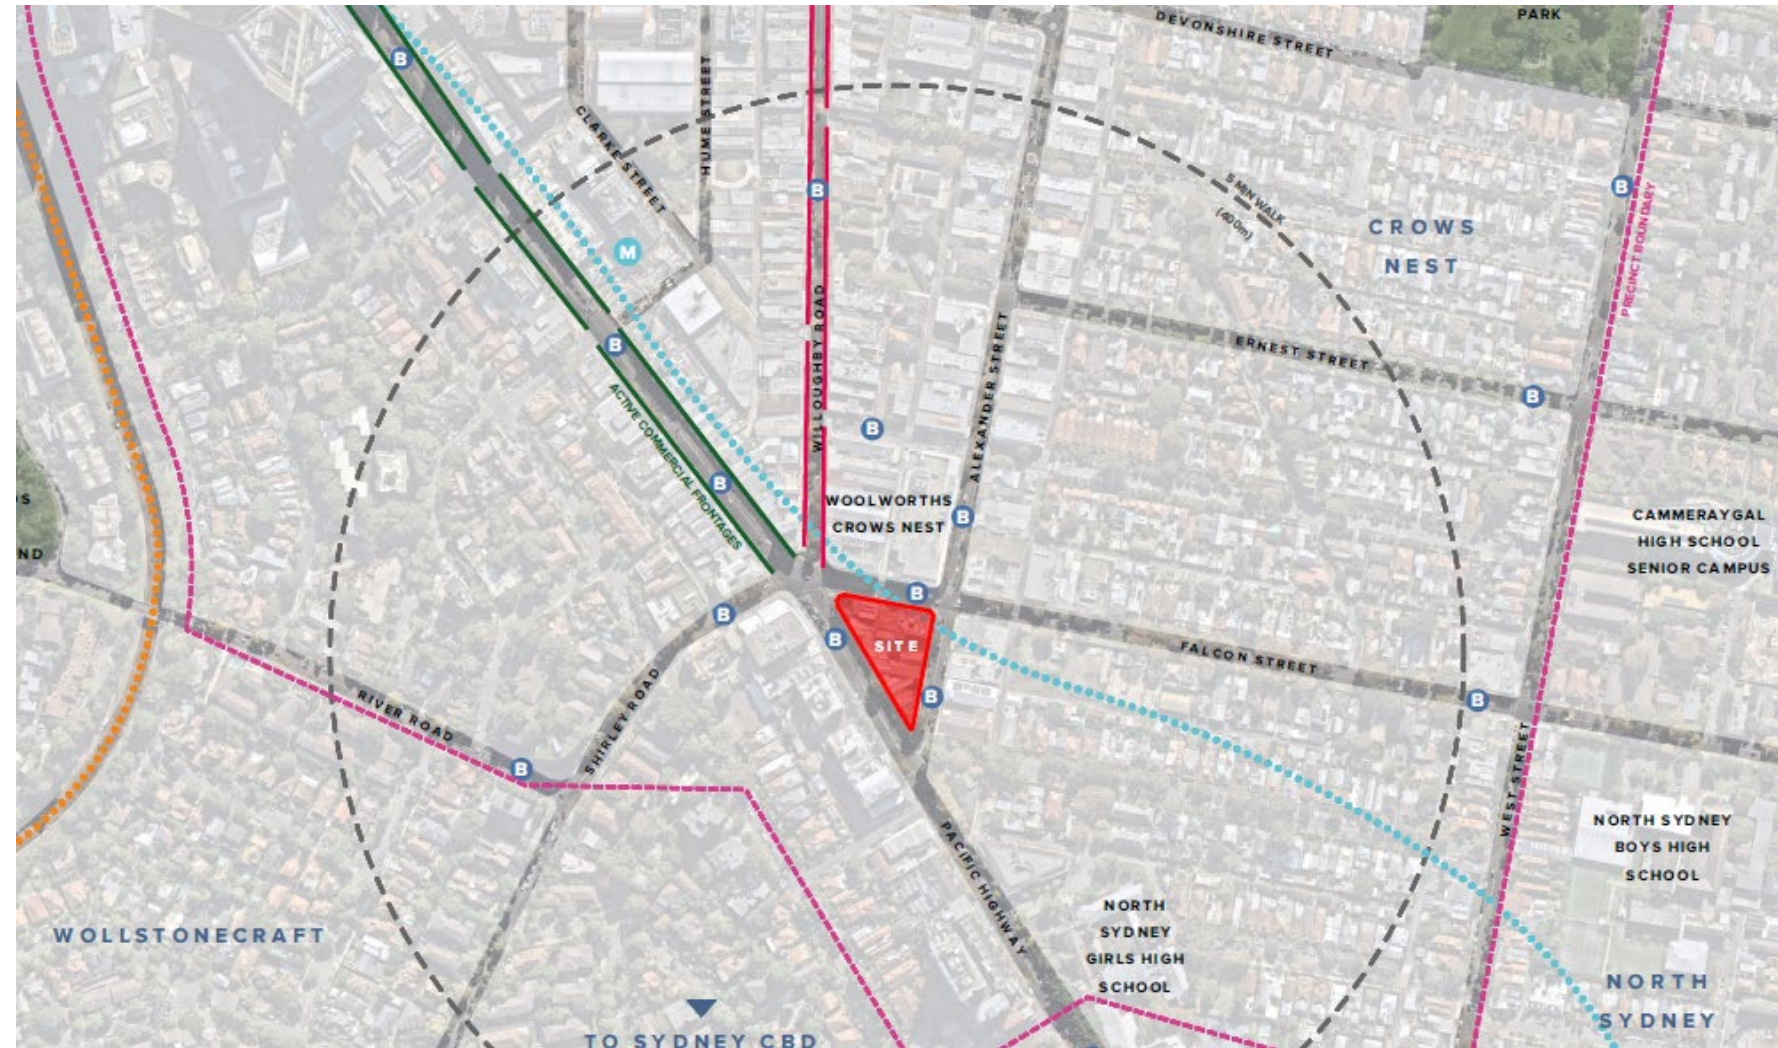 PARK
DEVONSHIRE STREET
B
CLARKE STREET
HUME STREET
B
B
5 MIN WALK
(400m)
CROWS
NEST
PRECINCT BOUNDARY
M
WILLOUGHBY ROAD
ALEXANDER STREET
ERNEST STREET
B
B
ACTIVE COMMERCIAL FRONTAGES
B
B
WOOLWORTHS
CROWS NEST
B
CAMMERAYGAL
HIGH SCHOOL
SENIOR CAMPUS
ND
B
B
B
SITE
FALCON STREET
B
B
RIVER ROAD
SHIRLEY ROAD
B
B
WEST STREET
PACIFIC HIGHWAY
NORTH SYDNEY
BOYS HIGH
SCHOOL
NORTH
SYDNEY
GIRLS HIGH
SCHOOL
WOLLSTONECRAFT
NORTH
SYDNEY
TO SYDNEY CBD